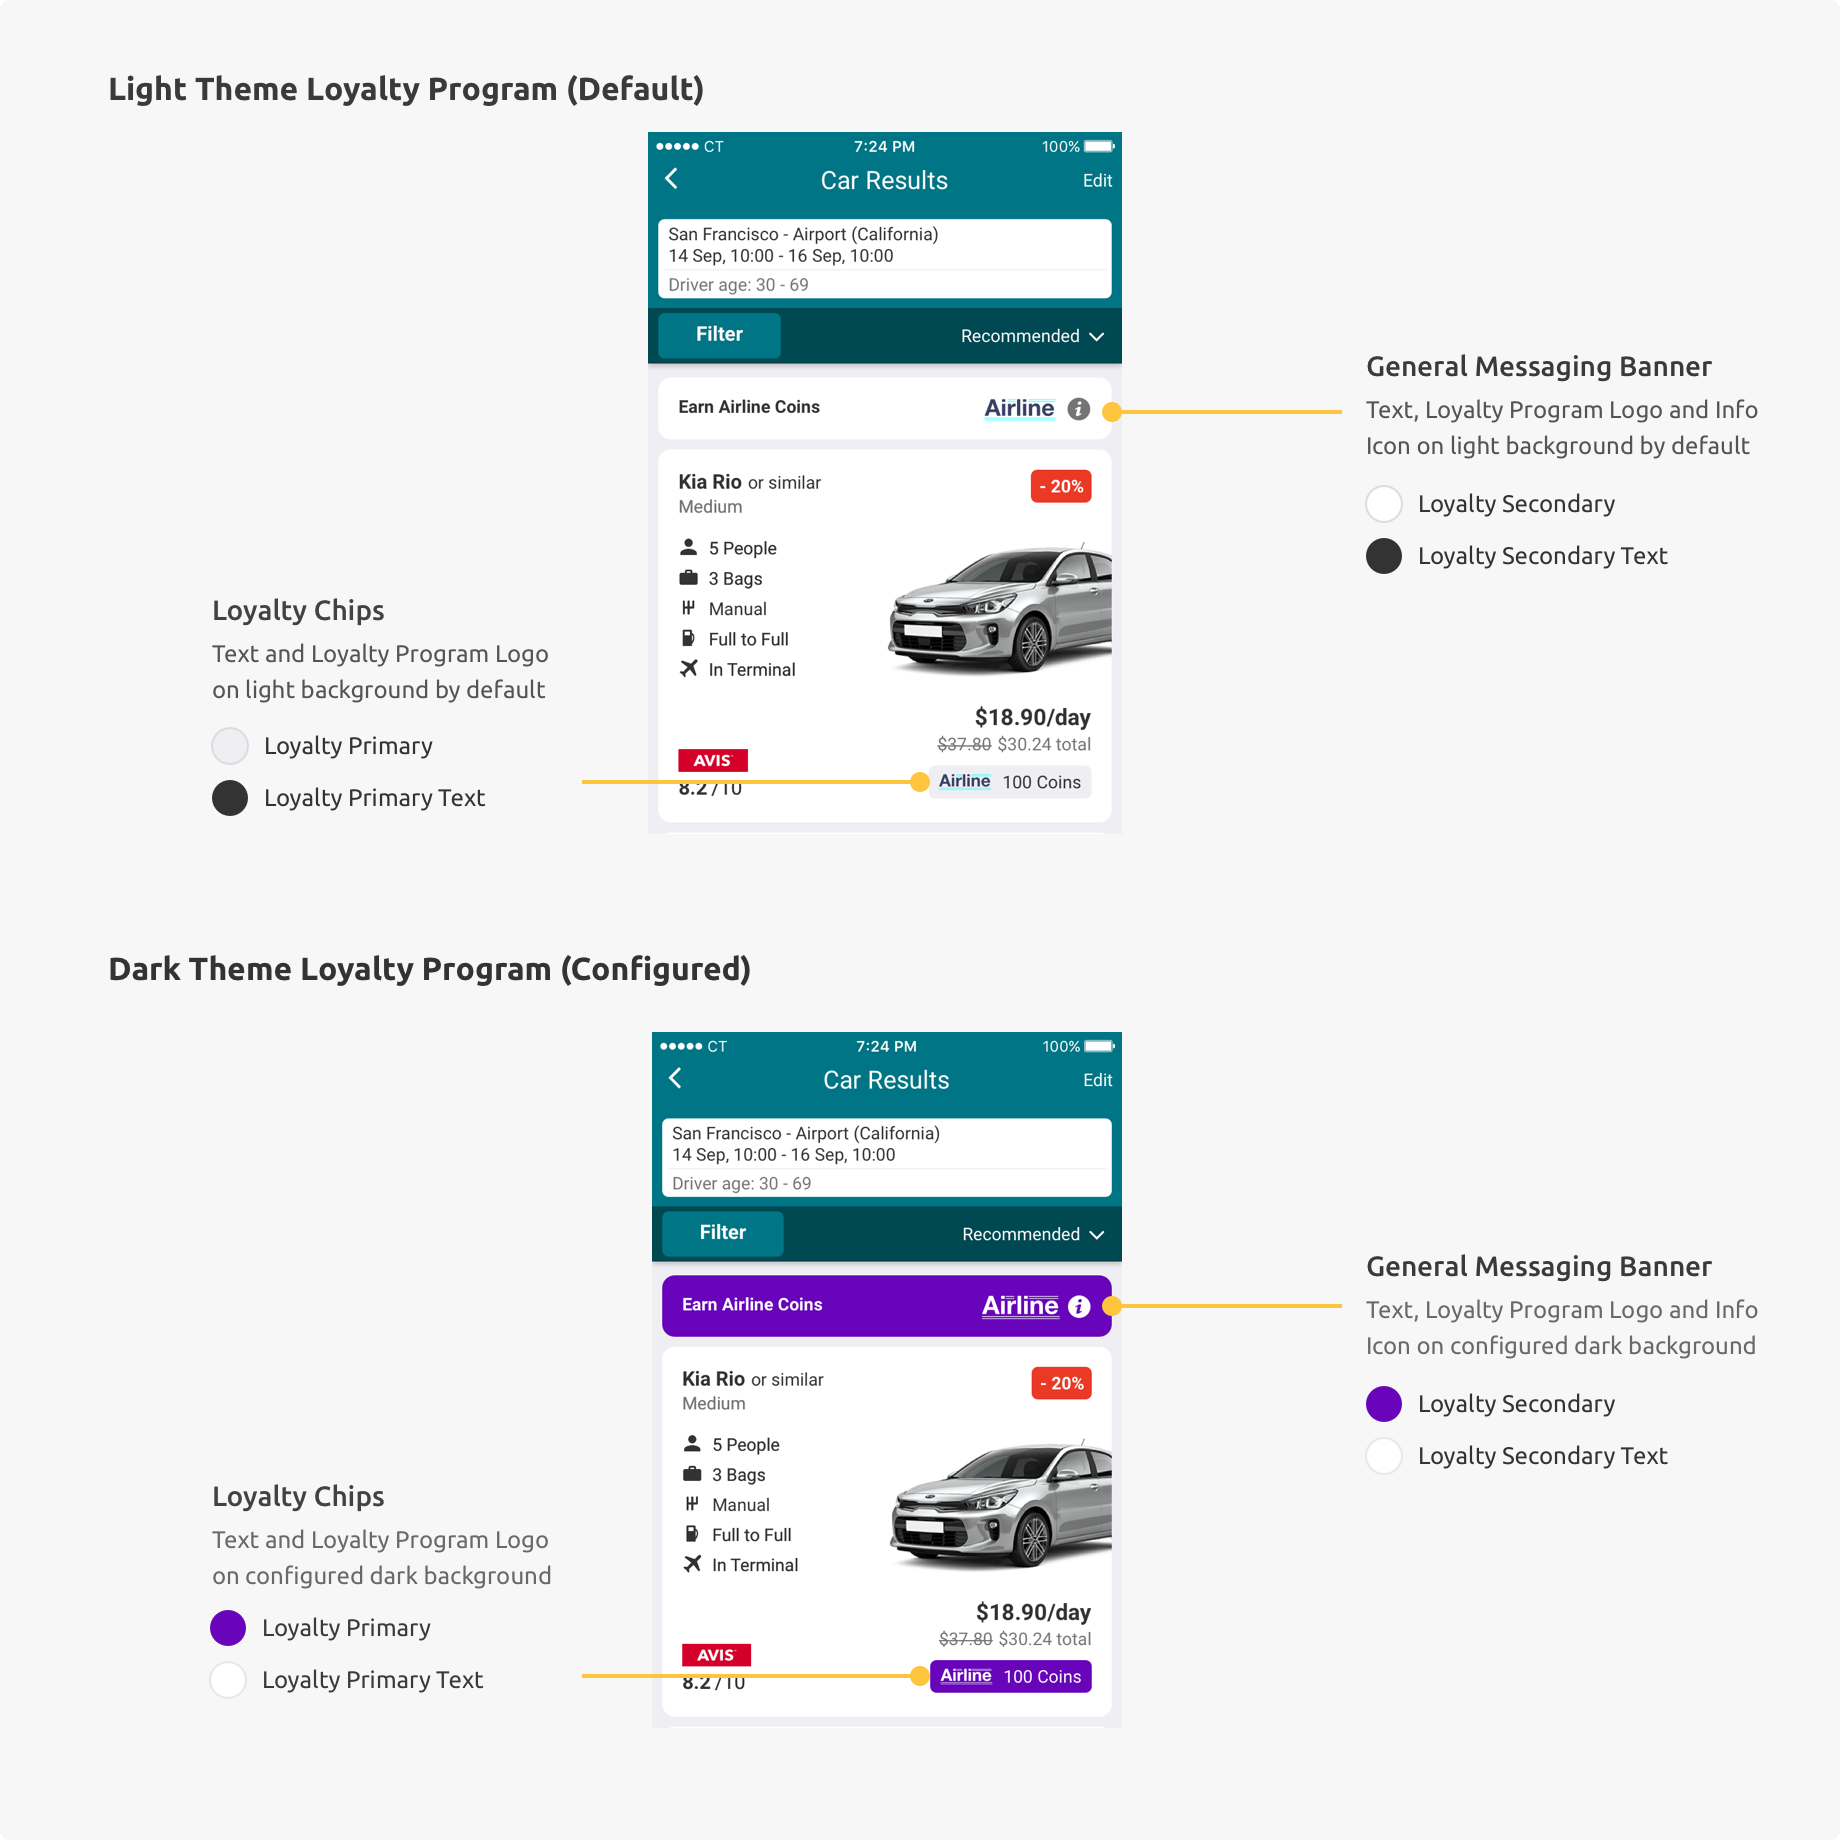 Light Theme Loyalty Program (Default)
CT 7:24 PM 100%
Car Results Edit
San Francisco - Airport (California)
14 Sep, 10:00 - 16 Sep, 10:00
Driver age: 30 - 69
Filter Recommended
Earn Airline Coins Airline i
Kia Rio or similar - 20%
Medium
5 People
3 Bags
Manual
Full to Full
In Terminal
$18.90/day
$37.80 $30.24 total
AVIS
8.2 / 10 Airline 100 Coins
General Messaging Banner
Text, Loyalty Program Logo and Info
Icon on light background by default
Loyalty Secondary
Loyalty Secondary Text
Loyalty Chips
Text and Loyalty Program Logo
on light background by default
Loyalty Primary
Loyalty Primary Text
Dark Theme Loyalty Program (Configured)
CT 7:24 PM 100%
Car Results Edit
San Francisco - Airport (California)
14 Sep, 10:00 - 16 Sep, 10:00
Driver age: 30 - 69
Filter Recommended
Earn Airline Coins Airline i
Kia Rio or similar - 20%
Medium
5 People
3 Bags
Manual
Full to Full
In Terminal
$18.90/day
$37.80 $30.24 total
AVIS
8.2 / 10 Airline 100 Coins
General Messaging Banner
Text, Loyalty Program Logo and Info
Icon on configured dark background
Loyalty Secondary
Loyalty Secondary Text
Loyalty Chips
Text and Loyalty Program Logo
on configured dark background
Loyalty Primary
Loyalty Primary Text